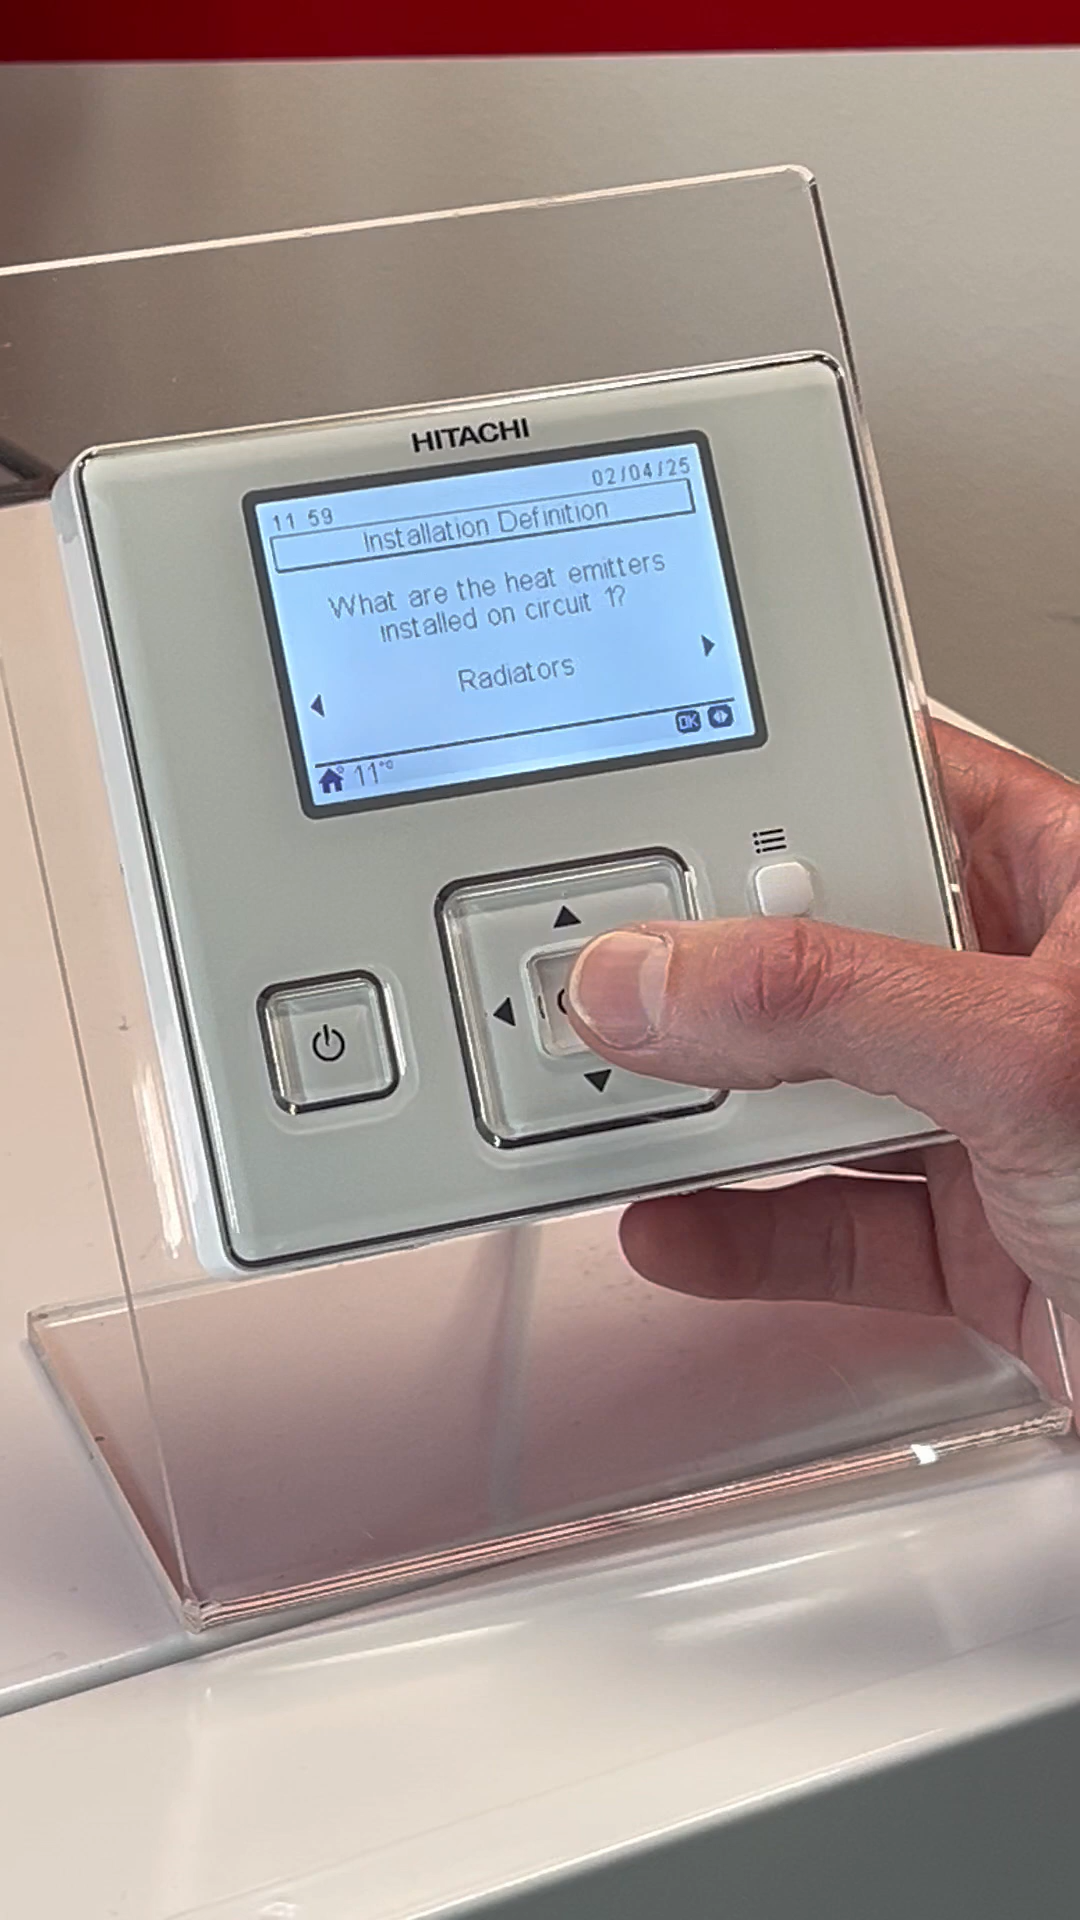 HITACHI
11 59
02/04/25
Installation Definition
What are the heat emitters
installed on circuit 1?
Radiators
OK
11°